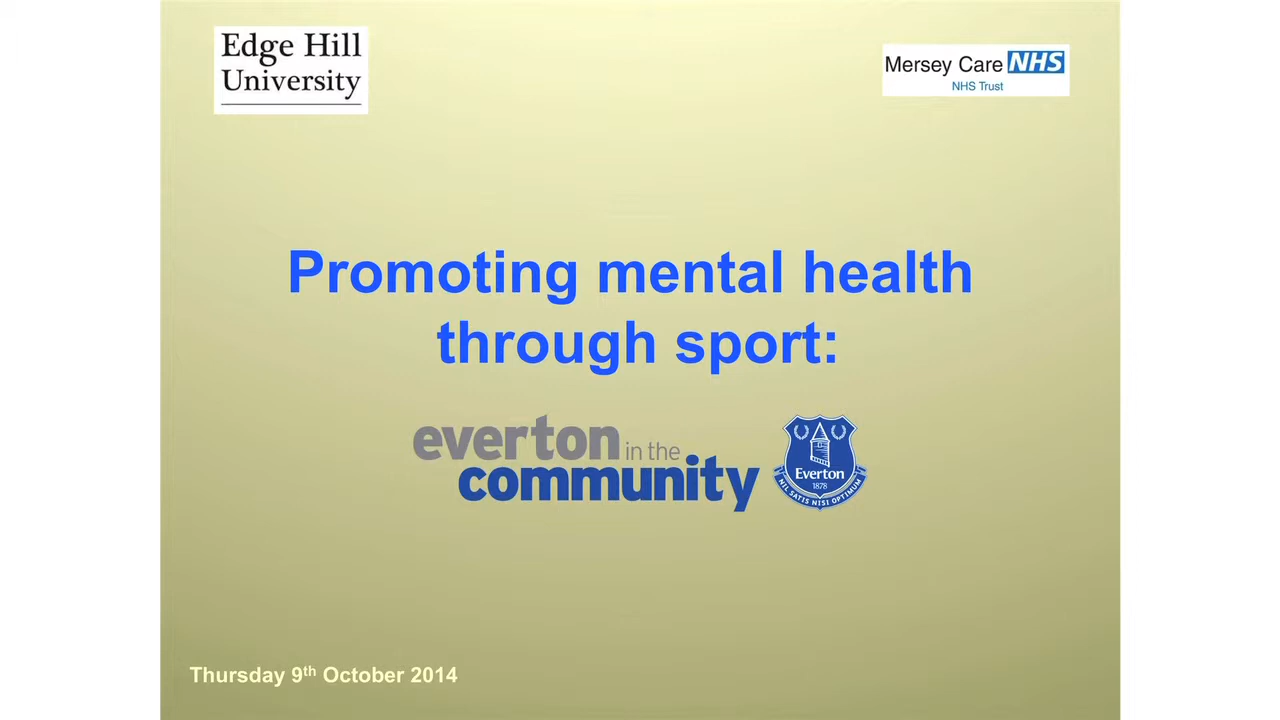 Edge Hill
University
Mersey Care NHS
NHS Trust
Promoting mental health
through sport:
everton in the
community
Everton
1878
NIL SATIS NISI OPTIMUM
Thursday 9th October 2014